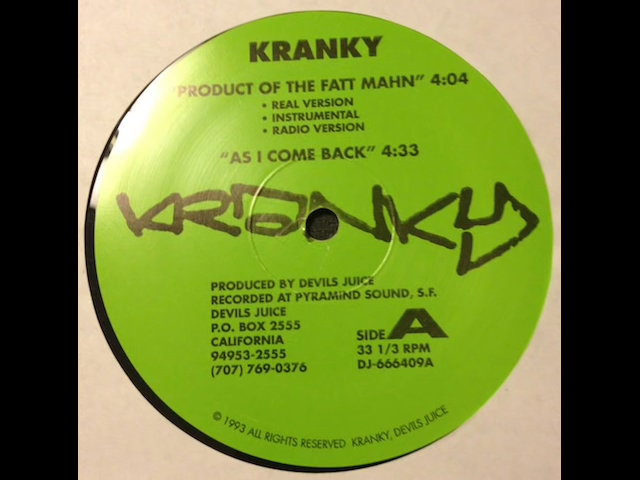 KRANKY
"PRODUCT OF THE FATT MAHN" 4:04
• REAL VERSION
• INSTRUMENTAL
• RADIO VERSION
"AS I COME BACK" 4:33
KRANKY
PRODUCED BY DEVILS JUICE
RECORDED AT PYRAMIND SOUND, S.F.
DEVILS JUICE
P.O. BOX 2555
CALIFORNIA
94953-2555
(707) 769-0376
SIDE A
33 1/3 RPM
DJ-666409A
© 1993 ALL RIGHTS RESERVED KRANKY, DEVILS JUICE